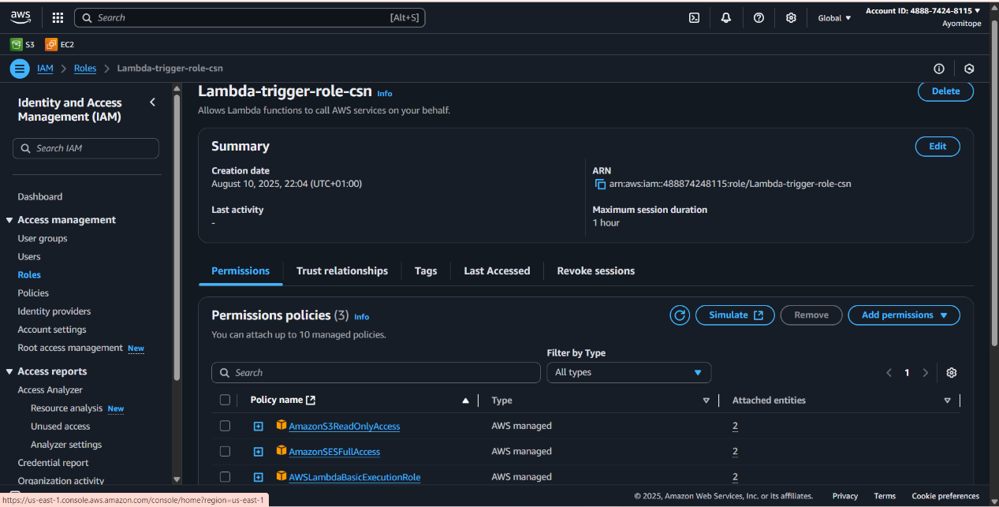 aws
Search [Alt+S]
Global
Account ID: 4888-7424-8115
Ayomitope
S3 EC2
IAM Roles Lambda-trigger-role-csn
Identity and Access Management (IAM)
Search IAM
Dashboard
Access management
User groups
Users
Roles
Policies
Identity providers
Account settings
Root access management New
Access reports
Access Analyzer
Resource analysis New
Unused access
Analyzer settings
Credential report
Organization activity
Lambda-trigger-role-csn Info
Delete
Allows Lambda functions to call AWS services on your behalf.
Summary
Edit
Creation date
August 10, 2025, 22:04 (UTC+01:00)
ARN
arn:aws:iam::488874248115:role/Lambda-trigger-role-csn
Last activity
-
Maximum session duration
1 hour
Permissions Trust relationships Tags Last Accessed Revoke sessions
Permissions policies (3) Info
Simulate Remove Add permissions
You can attach up to 10 managed policies.
Filter by Type
Search
All types
1
Policy name Type Attached entities
AmazonS3ReadOnlyAccess AWS managed 2
AmazonSESFullAccess AWS managed 2
AWSLambdaBasicExecutionRole AWS managed 2
https://us-east-1.console.aws.amazon.com/console/home?region=us-east-1
© 2025, Amazon Web Services, Inc. or its affiliates. Privacy Terms Cookie preferences